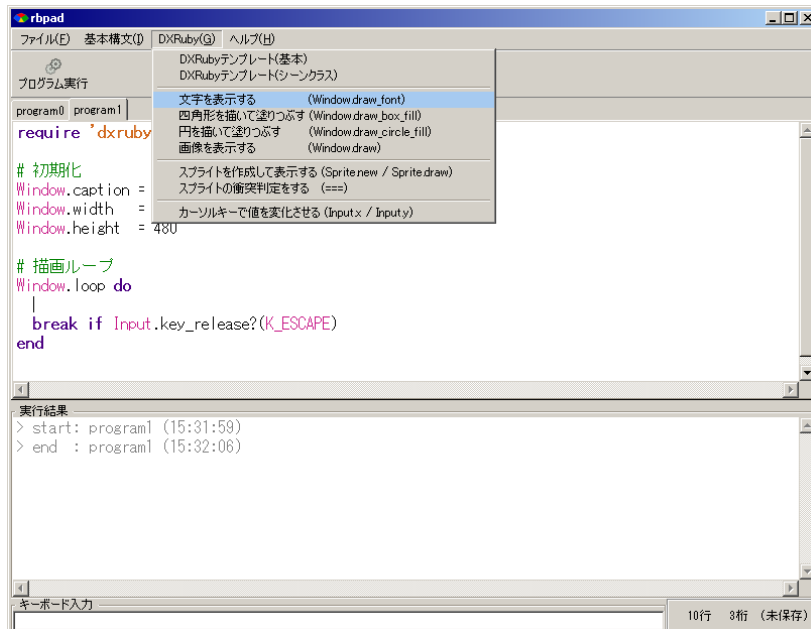 rbpad
ファイル(F) 基本構文(I) DXRuby(G) ヘルプ(H)
プログラム実行
DXRubyテンプレート(基本)
DXRubyテンプレート(シーンクラス)
文字を表示する (Window.draw_font)
四角形を描いて塗りつぶす (Window.draw_box_fill)
円を描いて塗りつぶす (Window.draw_circle_fill)
画像を表示する (Window.draw)
スプライトを作成して表示する (Sprite.new / Sprite.draw)
スプライトの衝突判定をする (===)
カーソルキーで値を変化させる (Input.x / Input.y)
program0 program1
require 'dxruby
# 初期化
Window.caption =
Window.width =
Window.height = 480
# 描画ループ
Window.loop do
break if Input.key_release?(K_ESCAPE)
end
実行結果
> start: program1 (15:31:59)
> end : program1 (15:32:06)
キーボード入力
10行 3桁 (未保存)